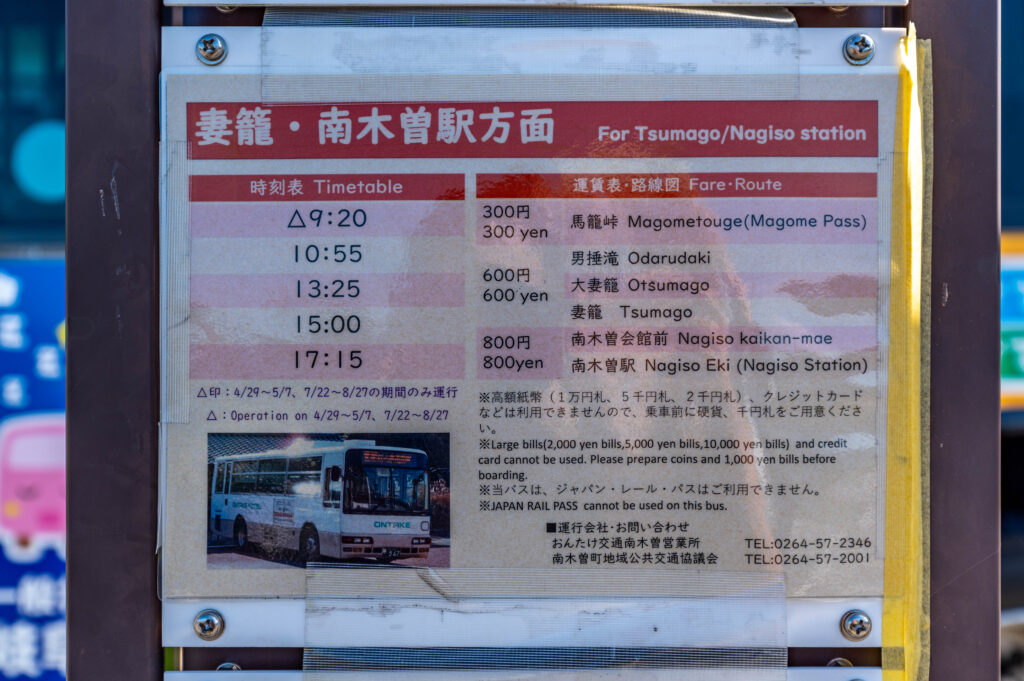 妻籠・南木曽駅方面 For Tsumago/Nagiso station
時刻表 Timetable
△9:20
10:55
13:25
15:00
17:15
△印：4/29～5/7、7/22～8/27の期間のみ運行
△：Operation on 4/29～5/7、7/22～8/27
ONTAKE
運賃表・路線図 Fare・Route
300円
300 yen
馬籠峠 Magometouge(Magome Pass)
男捶滝 Odarudaki
600円
600 yen
大妻籠 Otsumago
妻籠 Tsumago
800円
800yen
南木曽会館前 Nagiso kaikan-mae
南木曽駅 Nagiso Eki (Nagiso Station)
※高額紙幣（１万円札、５千円札、２千円札）、クレジットカード
などは利用できませんので、乗車前に硬貨、千円札をご用意くださ
い。
※Large bills(2,000 yen bills,5,000 yen bills,10,000 yen bills) and credit
card cannot be used. Please prepare coins and 1,000 yen bills before
boarding.
※当バスは、ジャパン・レール・パスはご利用できません。
※JAPAN RAIL PASS cannot be used on this bus.
■運行会社・お問い合わせ
おんたけ交通南木曽営業所 TEL:0264-57-2346
南木曽町地域公共交通協議会 TEL:0264-57-2001
一般